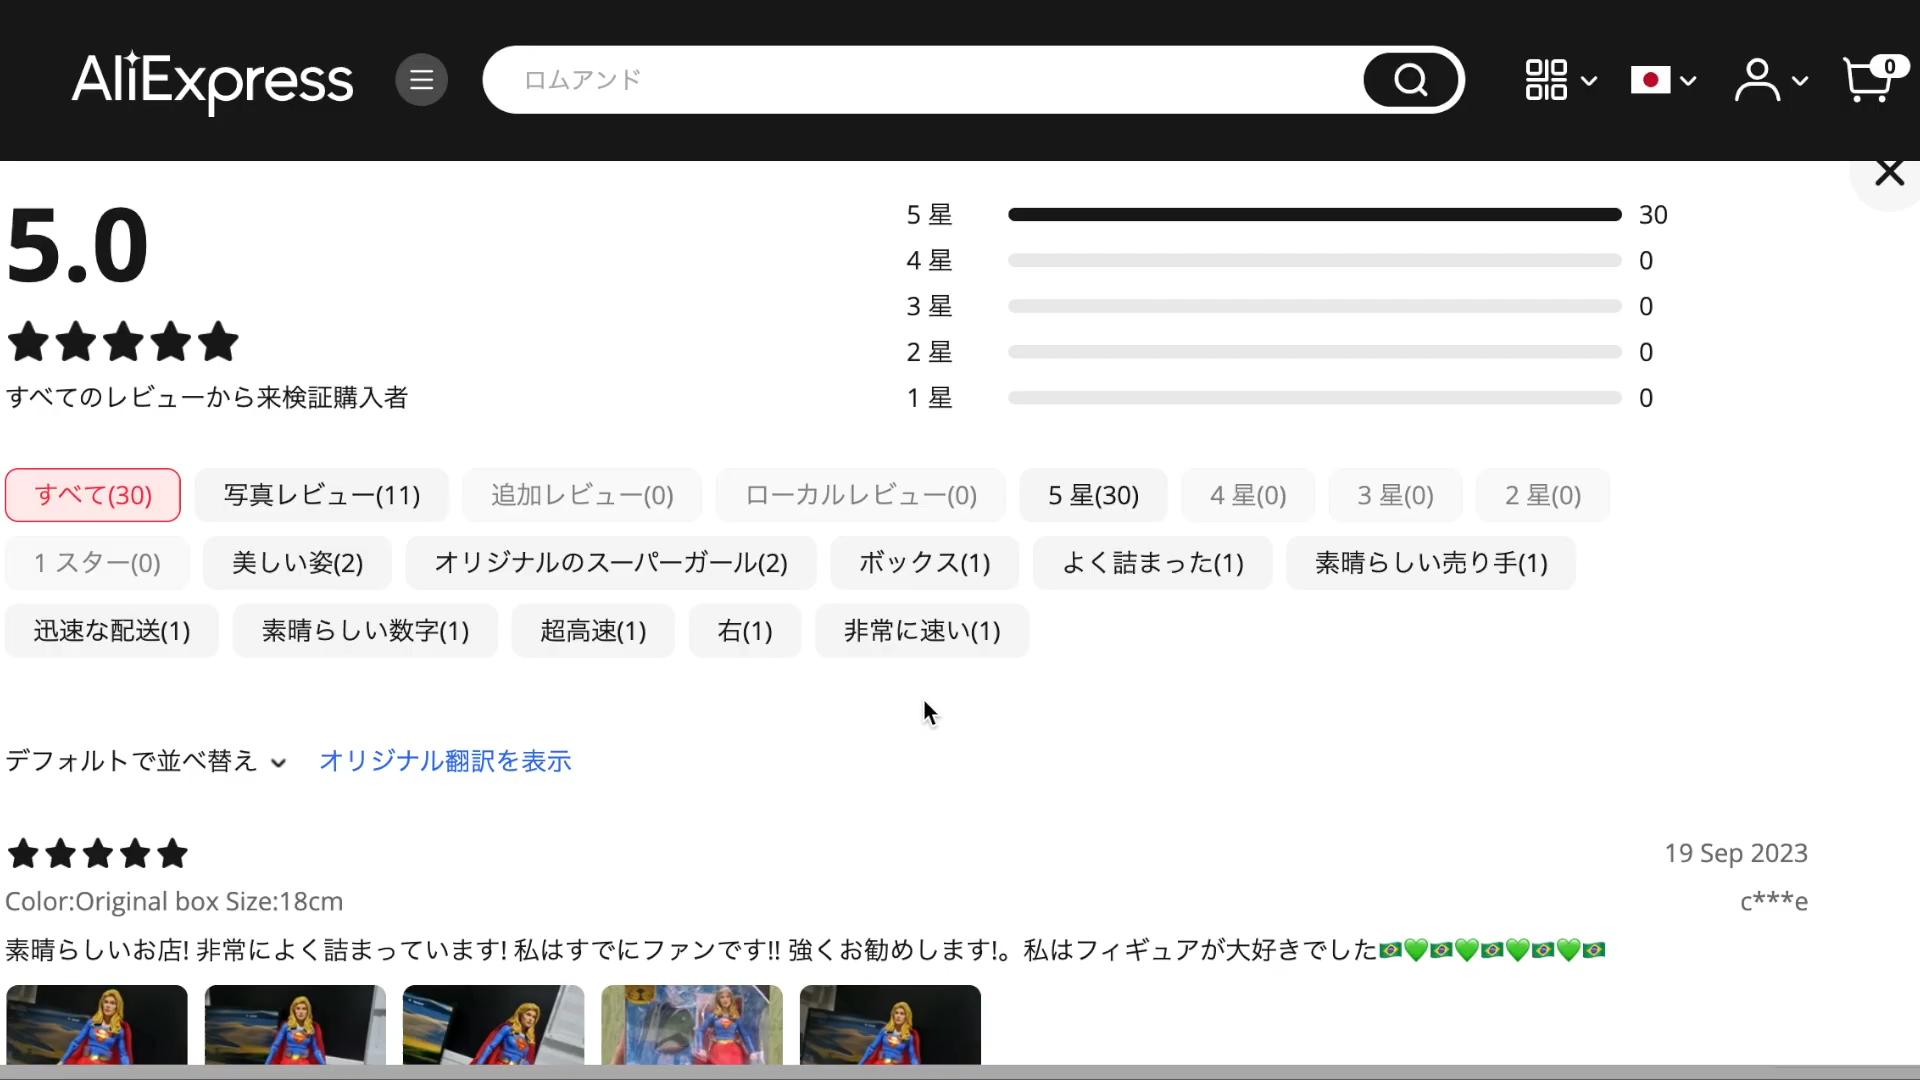 AliExpress
ロムアンド
0
5.0
すべてのレビューから来検証購入者
5 星 30
4 星 0
3 星 0
2 星 0
1 星 0
すべて(30) 写真レビュー(11) 追加レビュー(0) ローカルレビュー(0) 5 星(30) 4 星(0) 3 星(0) 2 星(0)
1 スター(0) 美しい姿(2) オリジナルのスーパーガール(2) ボックス(1) よく詰まった(1) 素晴らしい売り手(1)
迅速な配送(1) 素晴らしい数字(1) 超高速(1) 右(1) 非常に速い(1)
デフォルトで並べ替え オリジナル翻訳を表示
19 Sep 2023
Color:Original box Size:18cm c***e
素晴らしいお店! 非常によく詰まっています! 私はすでにファンです!! 強くお勧めします!。私はフィギュアが大好きでした🇧🇷💚🇧🇷💚🇧🇷💚🇧🇷💚🇧🇷